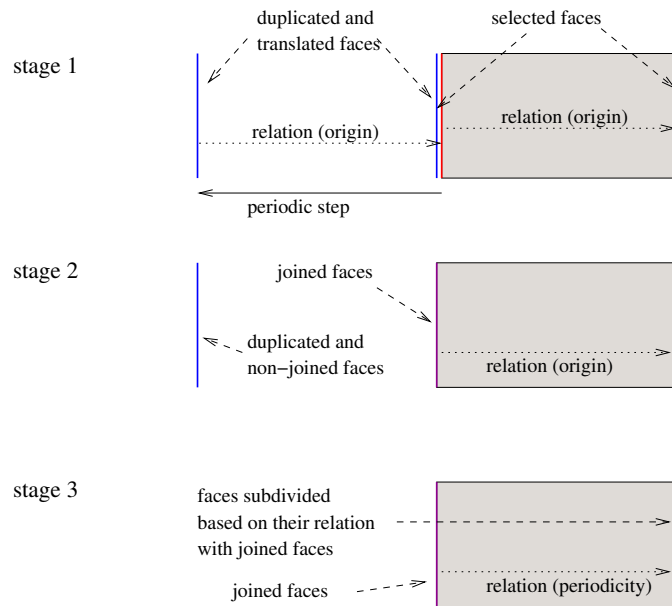 duplicated and
translated faces
selected faces
stage 1
relation (origin)
relation (origin)
periodic step
stage 2
joined faces
duplicated and
non−joined faces
relation (origin)
stage 3
faces subdivided
based on their relation
with joined faces
joined faces
relation (periodicity)